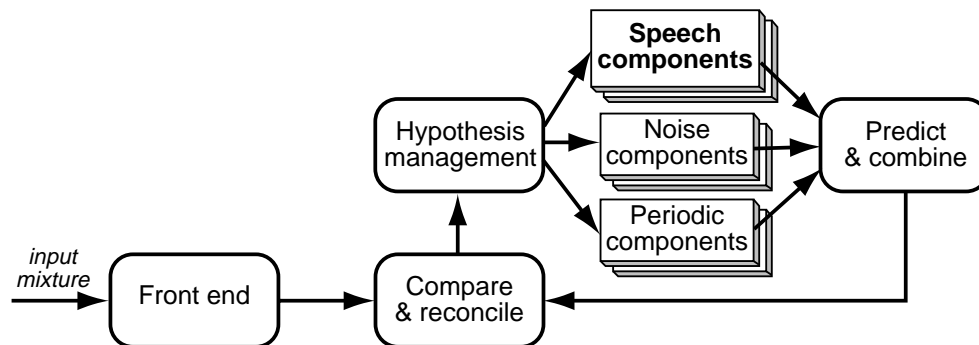 Speech
components
Hypothesis
management
Noise
components
Predict
& combine
Periodic
components
input
mixture
Front end
Compare
& reconcile